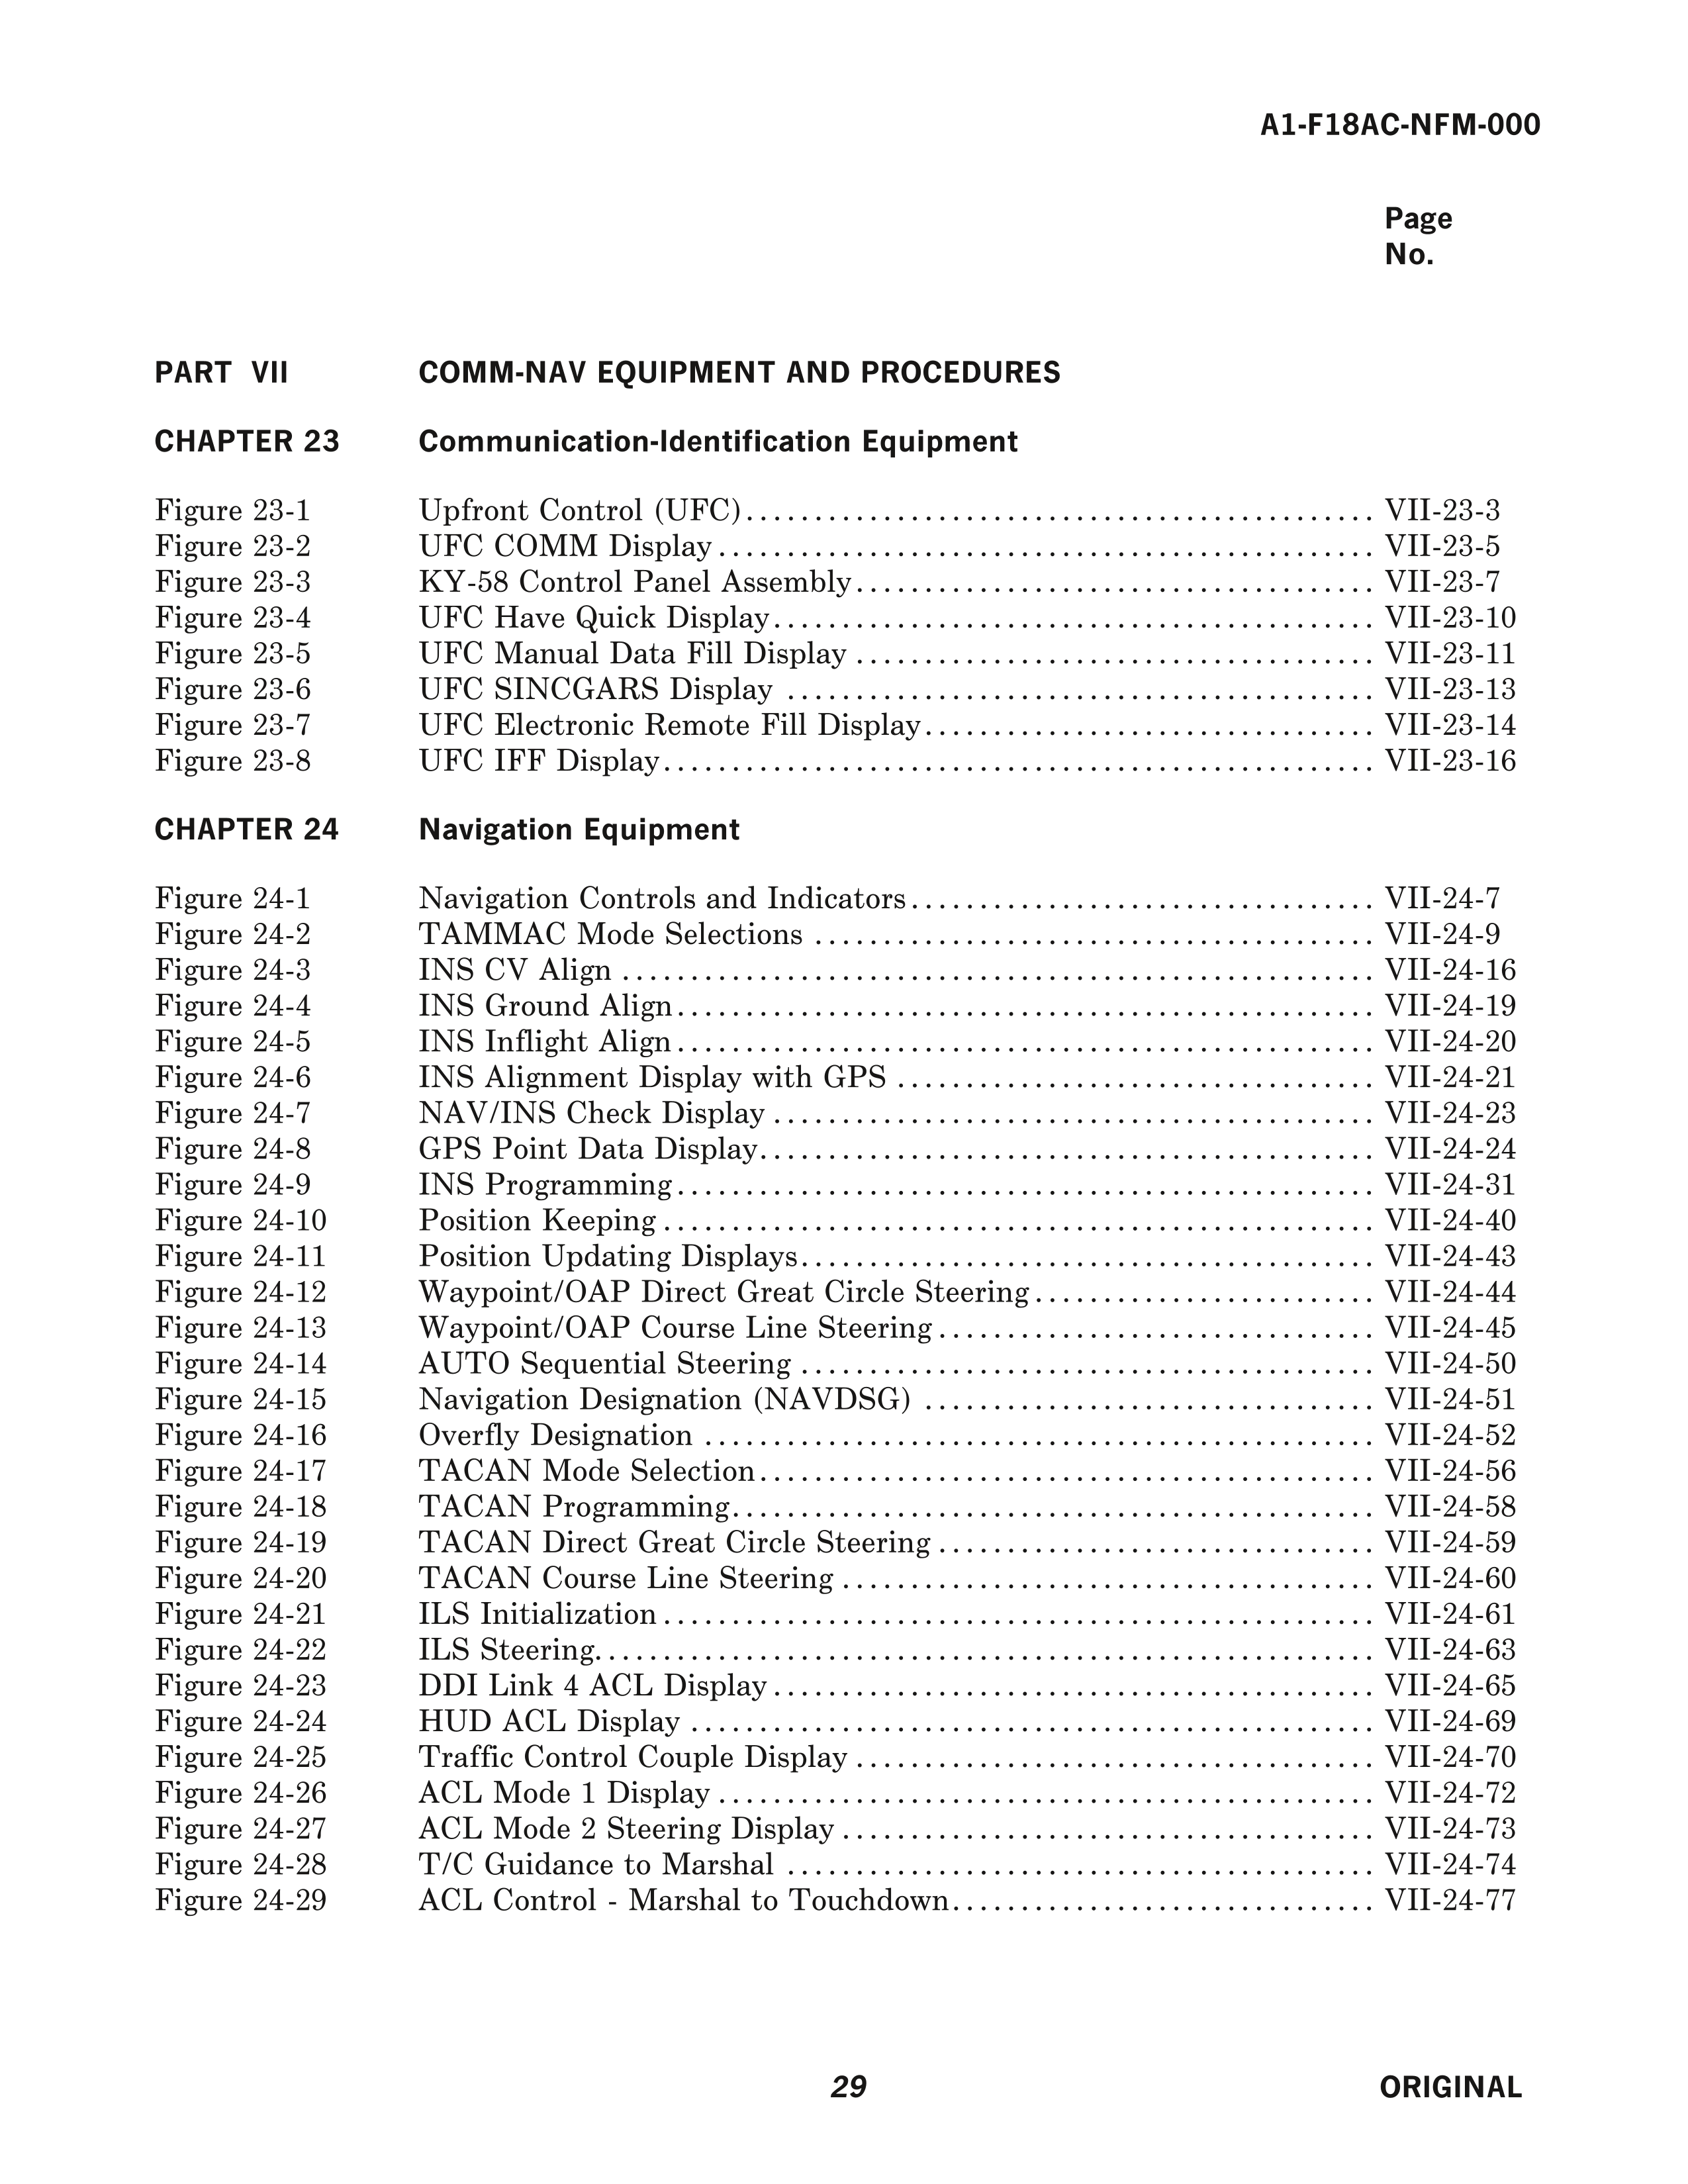 A1-F18AC-NFM-000
Page
No.
PART VII COMM-NAV EQUIPMENT AND PROCEDURES
CHAPTER 23 Communication-Identification Equipment
Figure 23-1 Upfront Control (UFC) . . . . . . . . . . VII-23-3
Figure 23-2 UFC COMM Display . . . . . . . . . . VII-23-5
Figure 23-3 KY-58 Control Panel Assembly . . . . . . . . . . VII-23-7
Figure 23-4 UFC Have Quick Display . . . . . . . . . . VII-23-10
Figure 23-5 UFC Manual Data Fill Display . . . . . . . . . . VII-23-11
Figure 23-6 UFC SINCGARS Display . . . . . . . . . . VII-23-13
Figure 23-7 UFC Electronic Remote Fill Display . . . . . . . . . . VII-23-14
Figure 23-8 UFC IFF Display . . . . . . . . . . VII-23-16
CHAPTER 24 Navigation Equipment
Figure 24-1 Navigation Controls and Indicators . . . . . . . . . . VII-24-7
Figure 24-2 TAMMAC Mode Selections . . . . . . . . . . VII-24-9
Figure 24-3 INS CV Align . . . . . . . . . . VII-24-16
Figure 24-4 INS Ground Align . . . . . . . . . . VII-24-19
Figure 24-5 INS Inflight Align . . . . . . . . . . VII-24-20
Figure 24-6 INS Alignment Display with GPS . . . . . . . . . . VII-24-21
Figure 24-7 NAV/INS Check Display . . . . . . . . . . VII-24-23
Figure 24-8 GPS Point Data Display . . . . . . . . . . VII-24-24
Figure 24-9 INS Programming . . . . . . . . . . VII-24-31
Figure 24-10 Position Keeping . . . . . . . . . . VII-24-40
Figure 24-11 Position Updating Displays . . . . . . . . . . VII-24-43
Figure 24-12 Waypoint/OAP Direct Great Circle Steering . . . . . . . . . . VII-24-44
Figure 24-13 Waypoint/OAP Course Line Steering . . . . . . . . . . VII-24-45
Figure 24-14 AUTO Sequential Steering . . . . . . . . . . VII-24-50
Figure 24-15 Navigation Designation (NAVDSG) . . . . . . . . . . VII-24-51
Figure 24-16 Overfly Designation . . . . . . . . . . VII-24-52
Figure 24-17 TACAN Mode Selection . . . . . . . . . . VII-24-56
Figure 24-18 TACAN Programming . . . . . . . . . . VII-24-58
Figure 24-19 TACAN Direct Great Circle Steering . . . . . . . . . . VII-24-59
Figure 24-20 TACAN Course Line Steering . . . . . . . . . . VII-24-60
Figure 24-21 ILS Initialization . . . . . . . . . . VII-24-61
Figure 24-22 ILS Steering . . . . . . . . . . VII-24-63
Figure 24-23 DDI Link 4 ACL Display . . . . . . . . . . VII-24-65
Figure 24-24 HUD ACL Display . . . . . . . . . . VII-24-69
Figure 24-25 Traffic Control Couple Display . . . . . . . . . . VII-24-70
Figure 24-26 ACL Mode 1 Display . . . . . . . . . . VII-24-72
Figure 24-27 ACL Mode 2 Steering Display . . . . . . . . . . VII-24-73
Figure 24-28 T/C Guidance to Marshal . . . . . . . . . . VII-24-74
Figure 24-29 ACL Control - Marshal to Touchdown . . . . . . . . . . VII-24-77
29 ORIGINAL